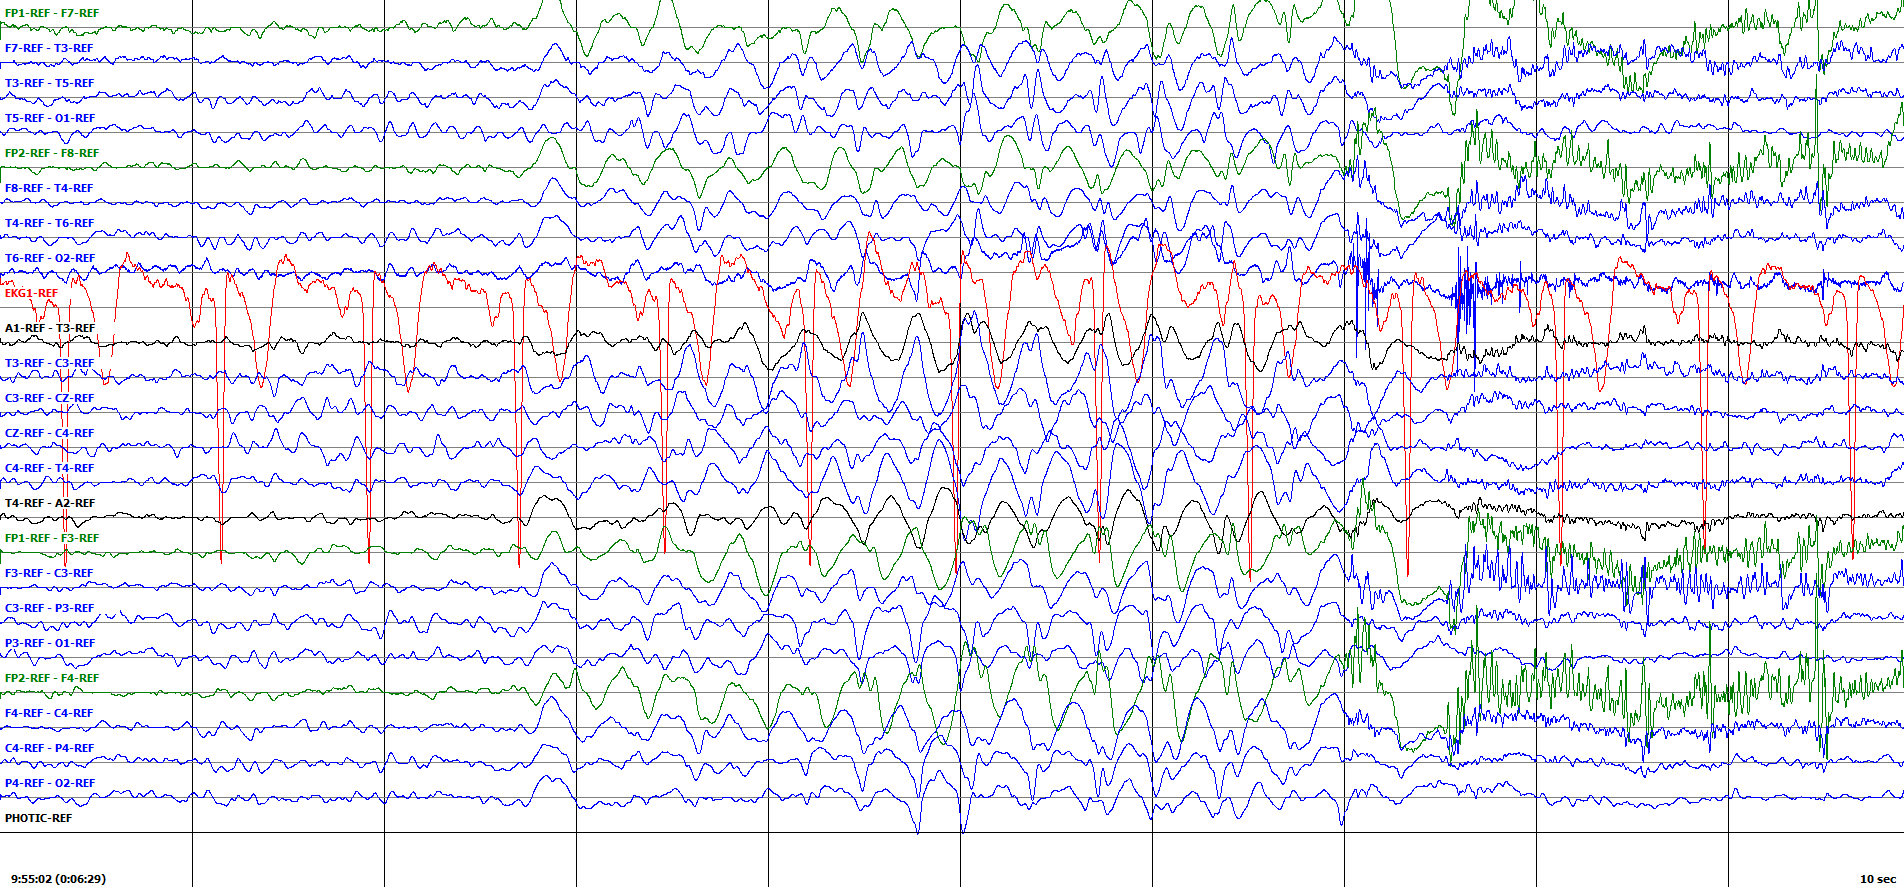 FP1-REF - F7-REF
F7-REF - T3-REF
T3-REF - T5-REF
T5-REF - O1-REF
FP2-REF - F8-REF
F8-REF - T4-REF
T4-REF - T6-REF
T6-REF - O2-REF
EKG1-REF
A1-REF - T3-REF
T3-REF - C3-REF
C3-REF - CZ-REF
CZ-REF - C4-REF
C4-REF - T4-REF
T4-REF - A2-REF
FP1-REF - F3-REF
F3-REF - C3-REF
C3-REF - P3-REF
P3-REF - O1-REF
FP2-REF - F4-REF
F4-REF - C4-REF
C4-REF - P4-REF
P4-REF - O2-REF
PHOTIC-REF
9:55:02 (0:06:29) 10 sec